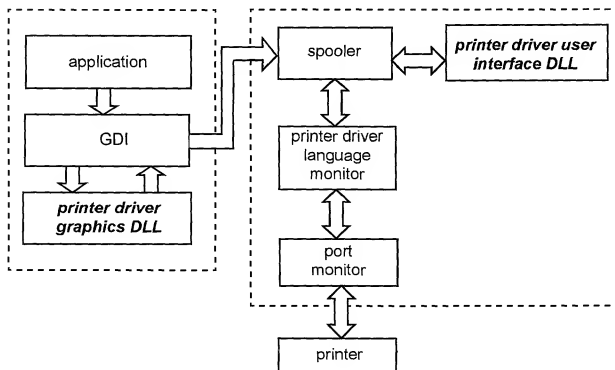 application
GDI
printer driver
graphics DLL
spooler
printer driver user
interface DLL
printer driver
language
monitor
port
monitor
printer